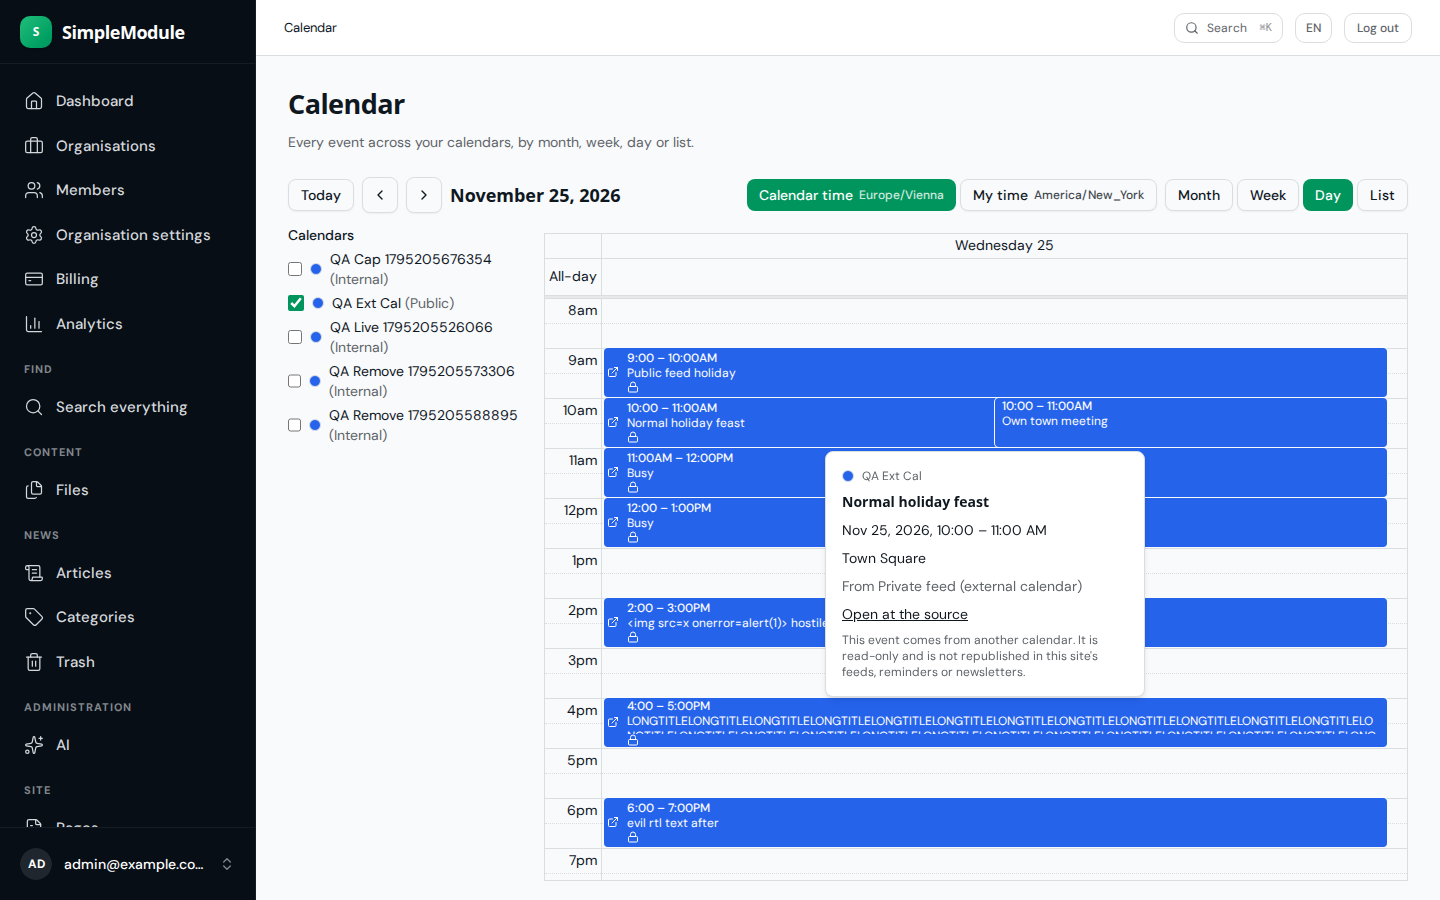 S
SimpleModule
Dashboard
Organisations
Members
Organisation settings
Billing
Analytics
FIND
Search everything
CONTENT
Files
NEWS
Articles
Categories
Trash
ADMINISTRATION
AI
SITE
Pages
AD
admin@example.co...
Calendar
Search ⌘K
EN
Log out
Calendar
Every event across your calendars, by month, week, day or list.
Today
November 25, 2026
Calendar time Europe/Vienna
My time America/New_York
Month
Week
Day
List
Calendars
QA Cap 1795205676354
(Internal)
QA Ext Cal (Public)
QA Live 1795205526066
(Internal)
QA Remove 1795205573306
(Internal)
QA Remove 1795205588895
(Internal)
Wednesday 25
All-day
8am
9am
9:00 – 10:00AM
Public feed holiday
10am
10:00 – 11:00AM
Normal holiday feast
10:00 – 11:00AM
Own town meeting
11am
11:00AM – 12:00PM
Busy
12pm
12:00 – 1:00PM
Busy
1pm
2pm
2:00 – 3:00PM
<img src=x onerror=alert(1)> hostile
3pm
4pm
4:00 – 5:00PM
LONGTITLELONGTITLELONGTITLELONGTITLELONGTITLELONGTITLELONGTITLELONGTITLELONGTITLELONGTITLELONGTITLELONGTITLELO
5pm
6pm
6:00 – 7:00PM
evil rtl text after
7pm
QA Ext Cal
Normal holiday feast
Nov 25, 2026, 10:00 – 11:00 AM
Town Square
From Private feed (external calendar)
Open at the source
This event comes from another calendar. It is
read-only and is not republished in this site's
feeds, reminders or newsletters.